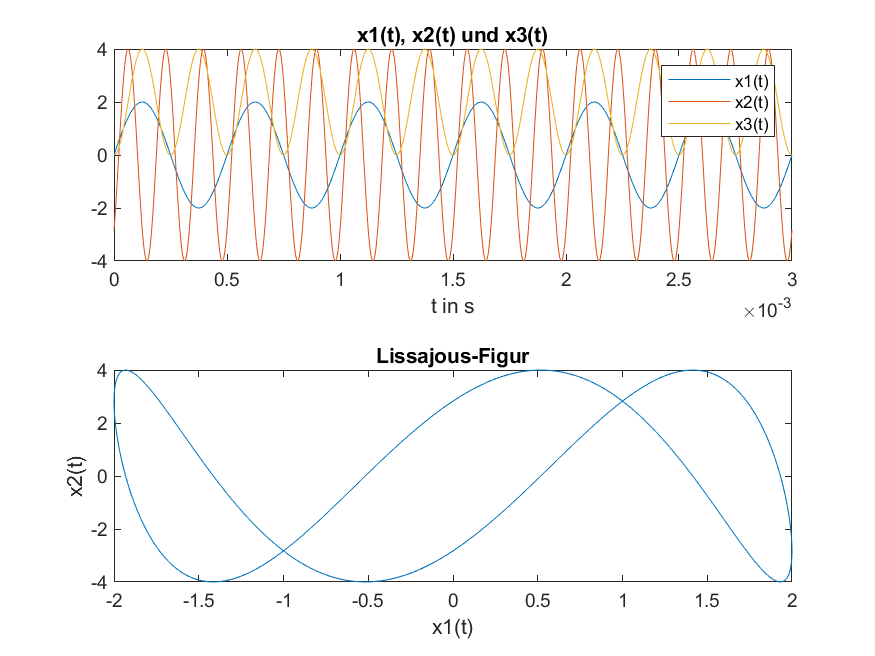 x1(t), x2(t) und x3(t)
4
2
0
-2
-4
x1(t)
x2(t)
x3(t)
0 0.5 1 1.5 2 2.5 3
t in s
×10-3
Lissajous-Figur
4
2
0
-2
-4
x2(t)
-2 -1.5 -1 -0.5 0 0.5 1 1.5 2
x1(t)